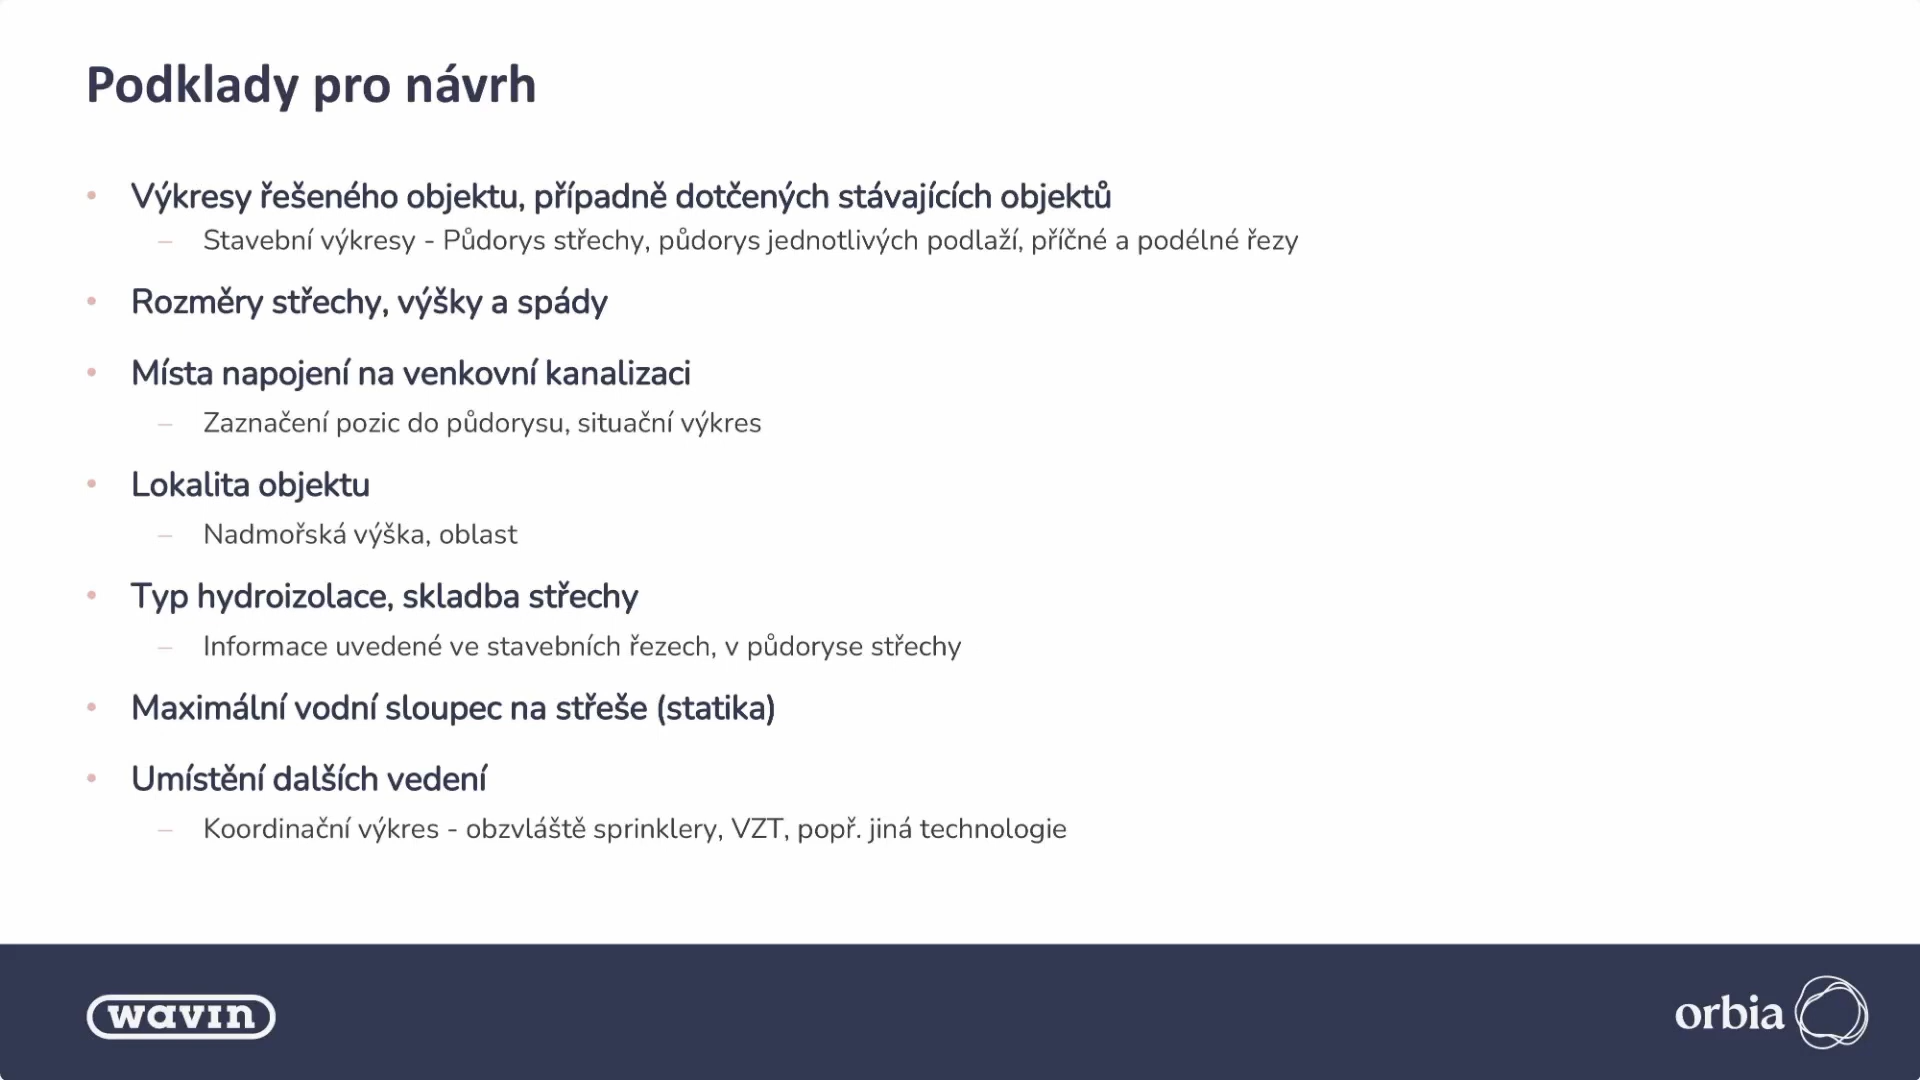 Podklady pro návrh
• Výkresy řešeného objektu, případně dotčených stávajících objektů
– Stavební výkresy - Půdorys střechy, půdorys jednotlivých podlaží, příčné a podélné řezy
• Rozměry střechy, výšky a spády
• Místa napojení na venkovní kanalizaci
– Zaznačení pozic do půdorysu, situační výkres
• Lokalita objektu
– Nadmořská výška, oblast
• Typ hydroizolace, skladba střechy
– Informace uvedené ve stavebních řezech, v půdoryse střechy
• Maximální vodní sloupec na střeše (statika)
• Umístění dalších vedení
– Koordinační výkres - obzvláště sprinklery, VZT, popř. jiná technologie
wavin
orbia